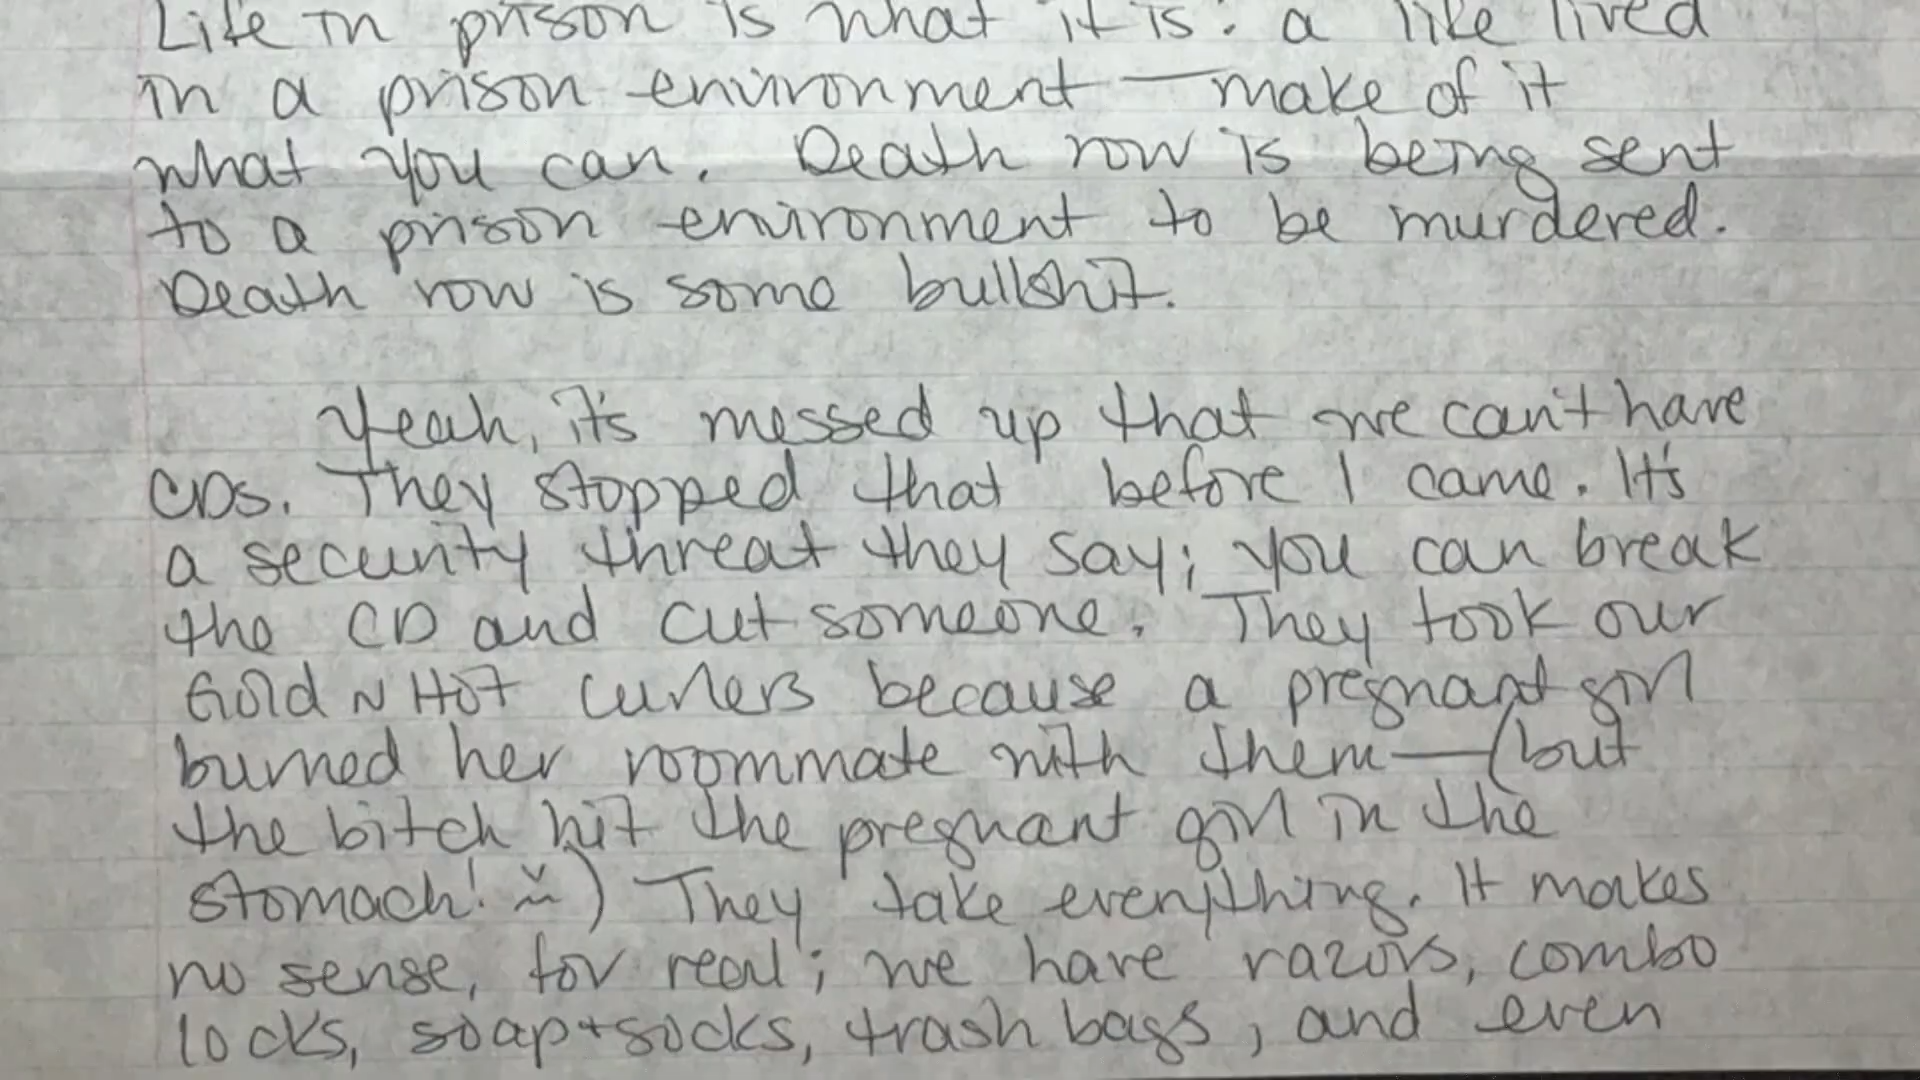 Life in prison is what it is: a life lived
in a prison environment — make of it
what you can. Death row is being sent
to a prison environment to be murdered.
Death row is some bullshit.
Yeah, it's messed up that we can't have
CDs. They stopped that before I came. It's
a security threat they say; you can break
the CD and cut someone. They took our
Gold N Hot curlers because a pregnant girl
burned her roommate with them — (but
the bitch hit the pregnant girl in the
stomach! ) They take everything. It makes
no sense, for real; we have razors, combo
locks, soap + socks, trash bags, and even